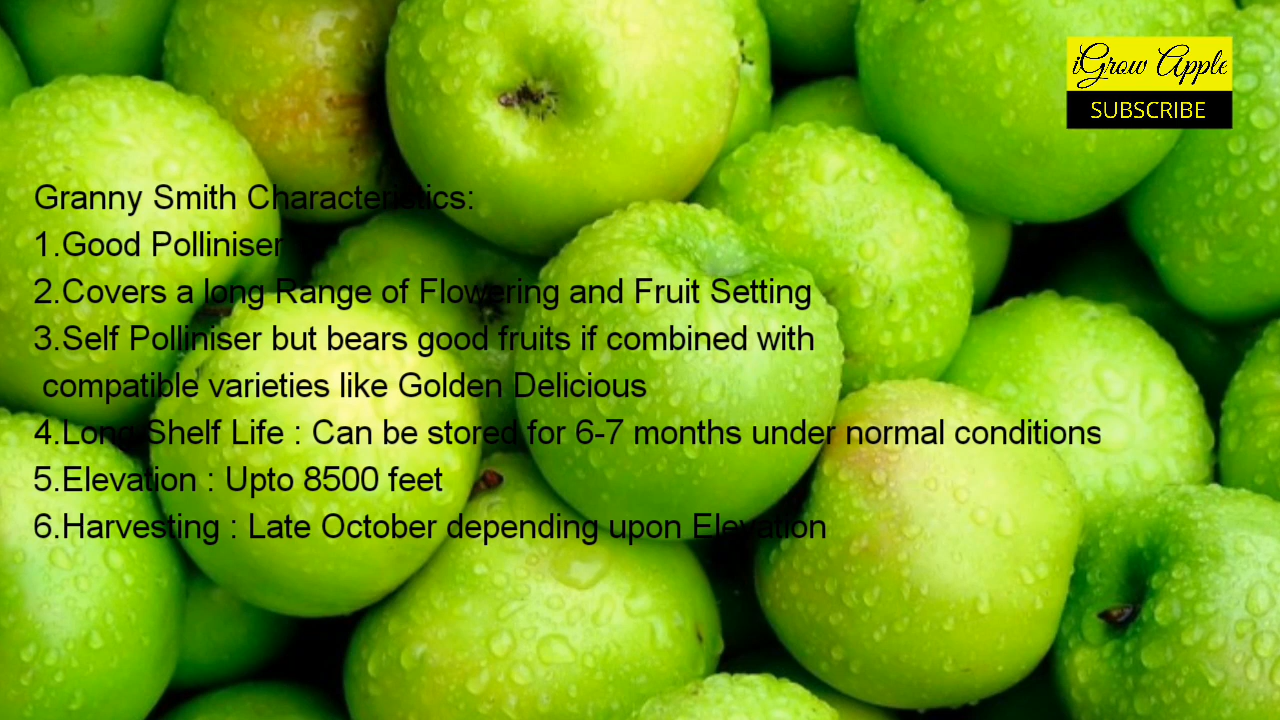 iGrow Apple
SUBSCRIBE
Granny Smith Characteristics:
1.Good Polliniser
2.Covers a long Range of Flowering and Fruit Setting
3.Self Polliniser but bears good fruits if combined with
compatible varieties like Golden Delicious
4.Long Shelf Life : Can be stored for 6-7 months under normal conditions
5.Elevation : Upto 8500 feet
6.Harvesting : Late October depending upon Elevation